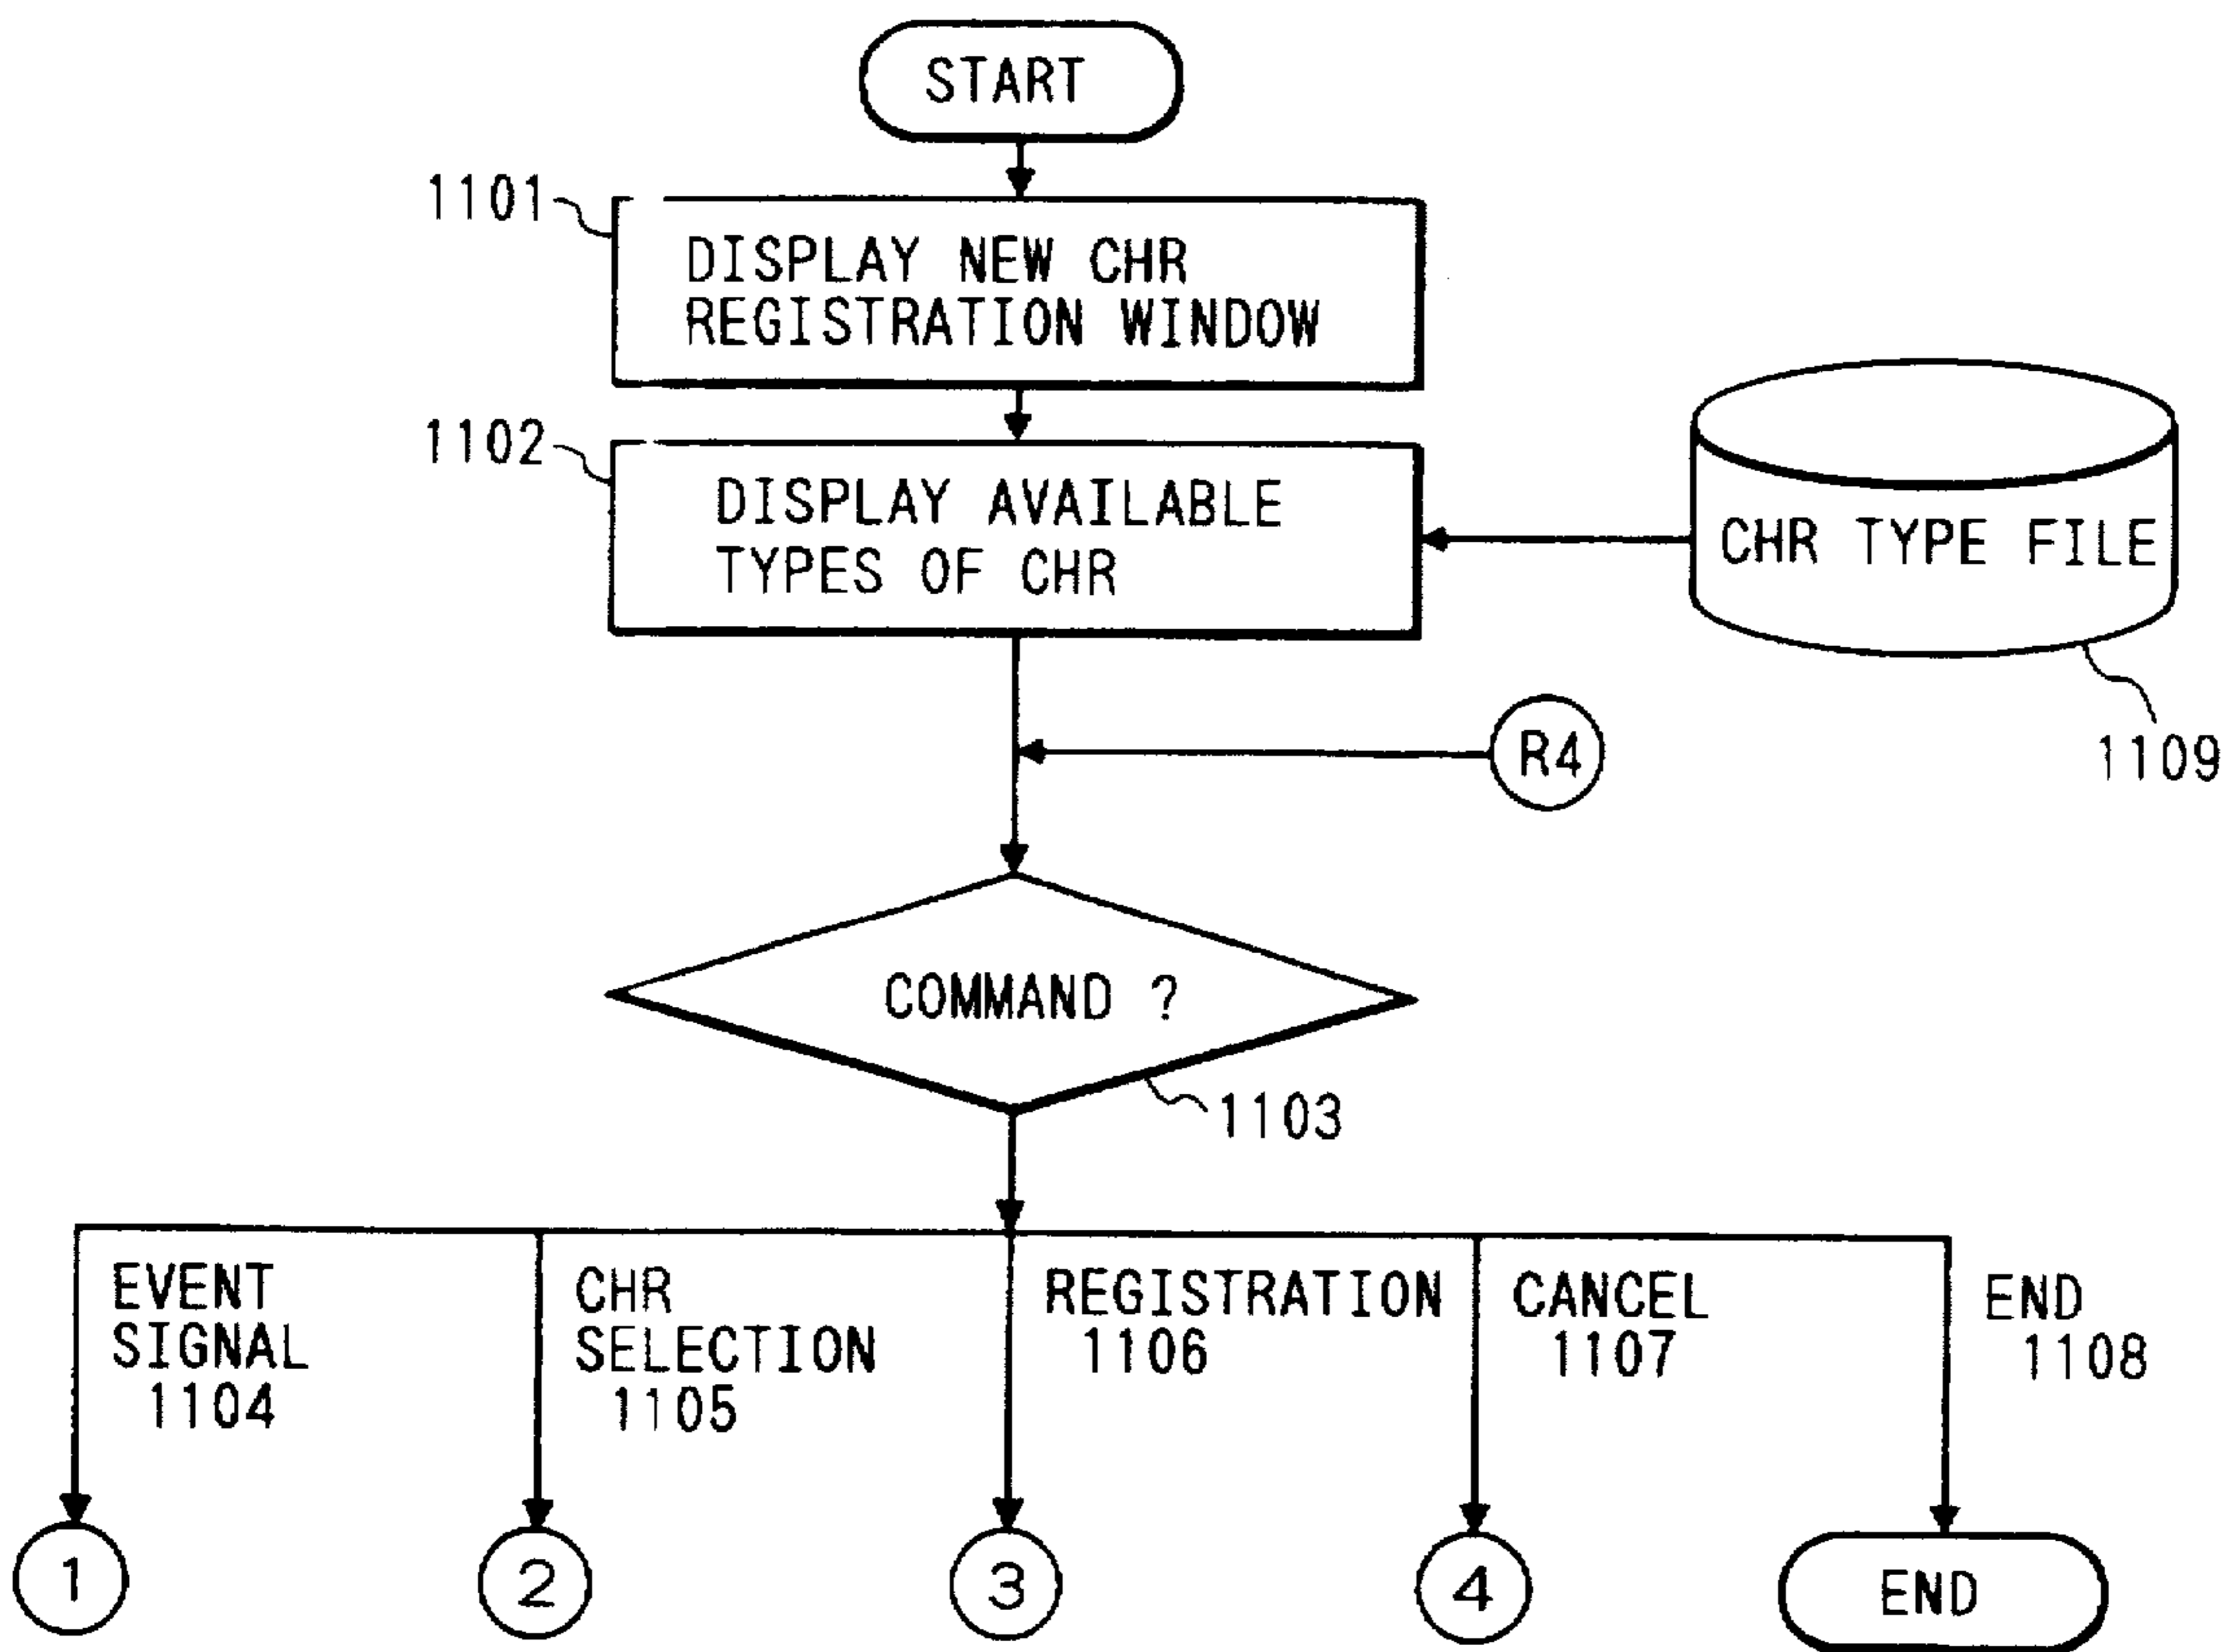 START
1101
DISPLAY NEW CHR
REGISTRATION WINDOW
1102
DISPLAY AVAILABLE
TYPES OF CHR
CHR TYPE FILE
1109
R4
COMMAND ?
1103
EVENT
SIGNAL
1104
CHR
SELECTION
1105
REGISTRATION
1106
CANCEL
1107
END
1108
1
2
3
4
END